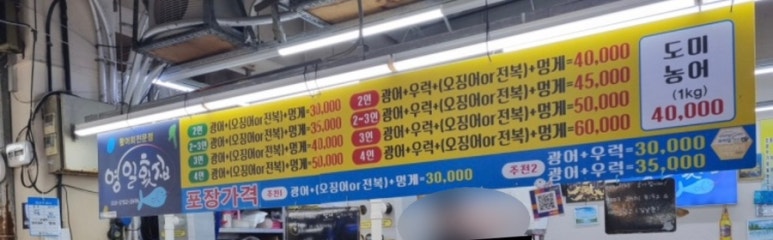 활어회전문점
영일횟집
포장가격
2인 광어+(오징어or전복)+멍게=30,000
2~3인 광어+(오징어or전복)+멍게=35,000
3인 광어+(오징어or전복)+멍게=40,000
4인 광어+(오징어or전복)+멍게=50,000
2인 광어+우럭+(오징어or전복)+멍게=40,000
2~3인 광어+우럭+(오징어or전복)+멍게=45,000
3인 광어+우럭+(오징어or전복)+멍게=50,000
4인 광어+우럭+(오징어or전복)+멍게=60,000
도미
농어
(1kg)
40,000
추천1 광어+(오징어or전복)+멍게=30,000
추천2 광어+우럭=30,000
광어+우럭=35,000